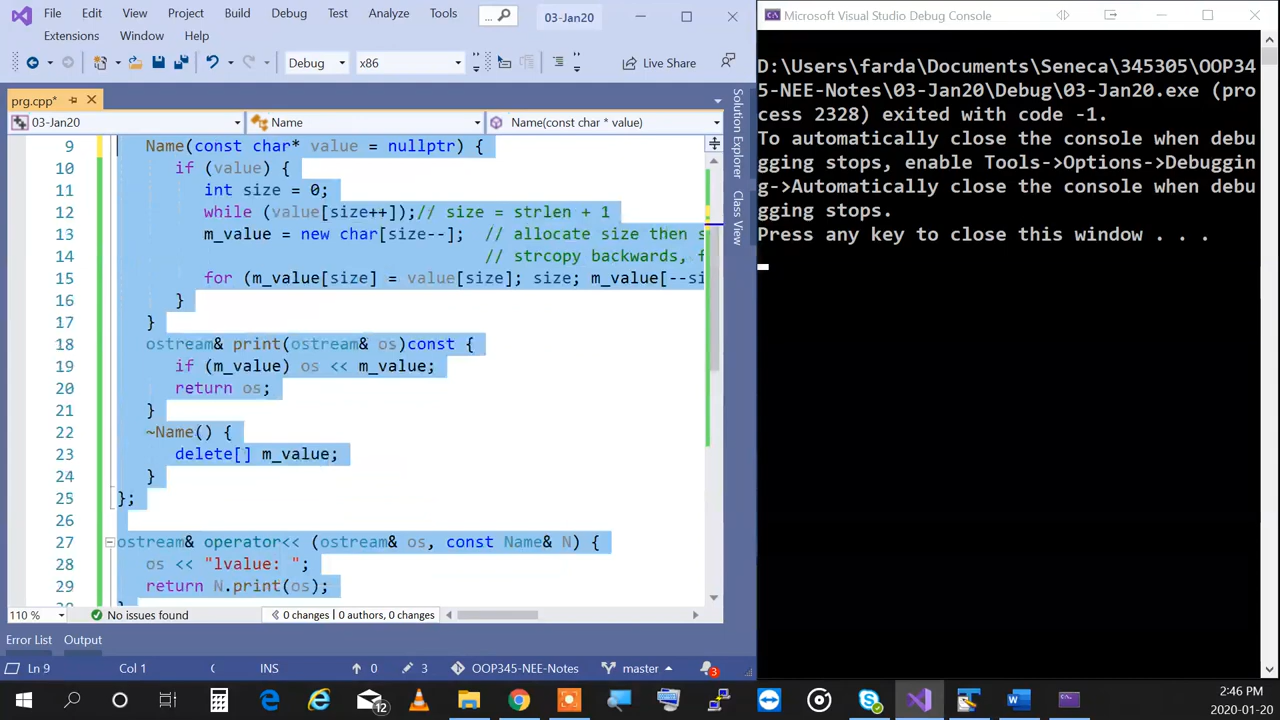 File Edit View Project Build Debug Test Analyze Tools ... 03-Jan20
Extensions Window Help
Debug x86 Live Share
prg.cpp*
03-Jan20 Name Name(const char * value)
9 Name(const char* value = nullptr) {
10 if (value) {
11 int size = 0;
12 while (value[size++]);// size = strlen + 1
13 m_value = new char[size--]; // allocate size then s
14 // strcopy backwards, f
15 for (m_value[size] = value[size]; size; m_value[--si
16 }
17 }
18 ostream& print(ostream& os)const {
19 if (m_value) os << m_value;
20 return os;
21 }
22 ~Name() {
23 delete[] m_value;
24 }
25 };
26
27 ostream& operator<< (ostream& os, const Name& N) {
28 os << "lvalue: ";
29 return N.print(os);
110 % No issues found 0 changes | 0 authors, 0 changes
Error List Output
Ln 9 Col 1 INS 0 3 OOP345-NEE-Notes master 3
Solution Explorer
Class View
Microsoft Visual Studio Debug Console
D:\Users\farda\Documents\Seneca\345305\OOP34
5-NEE-Notes\03-Jan20\Debug\03-Jan20.exe (pro
cess 2328) exited with code -1.
To automatically close the console when debu
gging stops, enable Tools->Options->Debuggin
g->Automatically close the console when debu
gging stops.
Press any key to close this window . . .
12
2:46 PM
2020-01-20